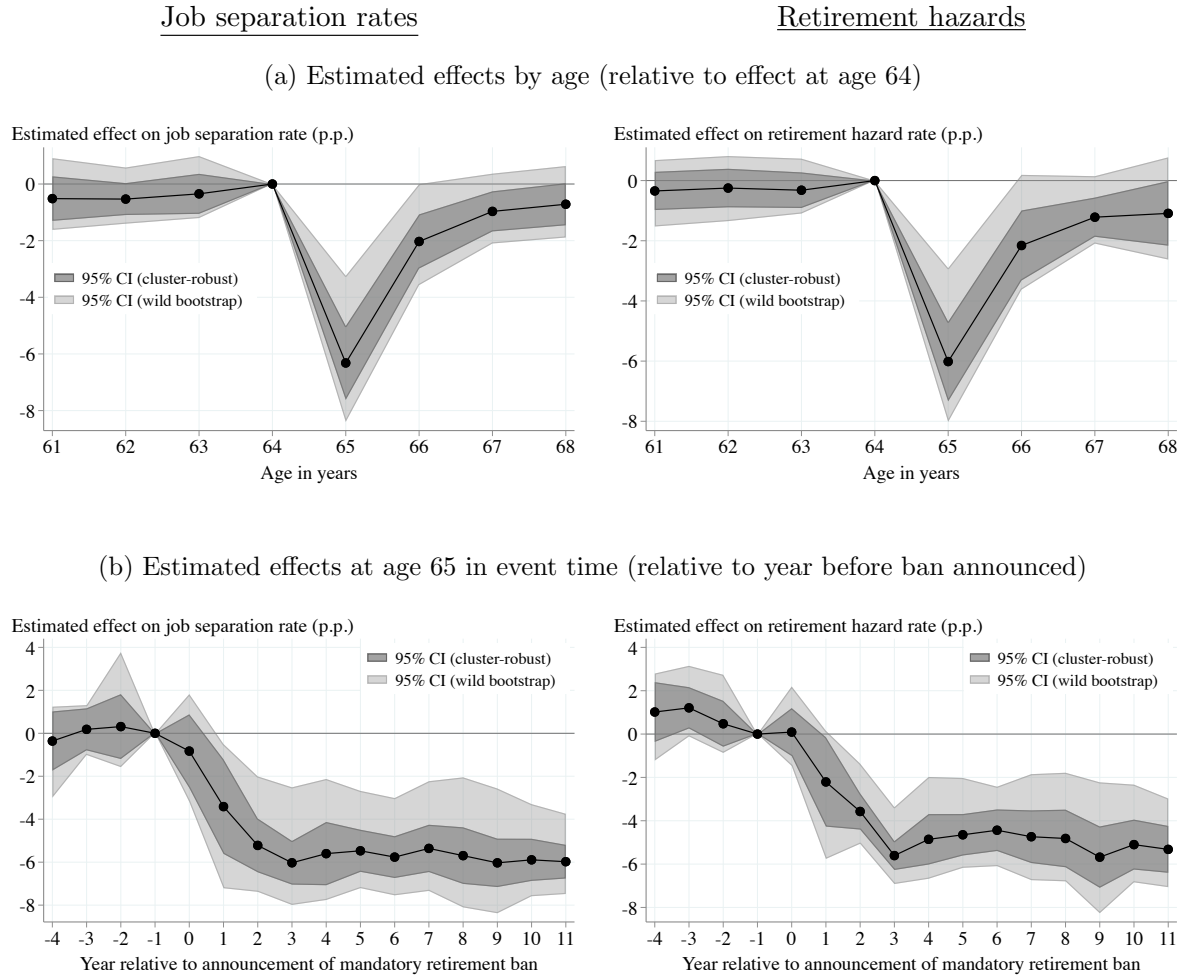 Job separation rates
Retirement hazards
(a) Estimated effects by age (relative to effect at age 64)
Estimated effect on job separation rate (p.p.)
0
-2
-4
-6
-8
95% CI (cluster-robust)
95% CI (wild bootstrap)
61 62 63 64 65 66 67 68
Age in years
Estimated effect on retirement hazard rate (p.p.)
0
-2
-4
-6
-8
95% CI (cluster-robust)
95% CI (wild bootstrap)
61 62 63 64 65 66 67 68
Age in years
(b) Estimated effects at age 65 in event time (relative to year before ban announced)
Estimated effect on job separation rate (p.p.)
4
2
0
-2
-4
-6
-8
95% CI (cluster-robust)
95% CI (wild bootstrap)
-4 -3 -2 -1 0 1 2 3 4 5 6 7 8 9 10 11
Year relative to announcement of mandatory retirement ban
Estimated effect on retirement hazard rate (p.p.)
4
2
0
-2
-4
-6
-8
95% CI (cluster-robust)
95% CI (wild bootstrap)
-4 -3 -2 -1 0 1 2 3 4 5 6 7 8 9 10 11
Year relative to announcement of mandatory retirement ban